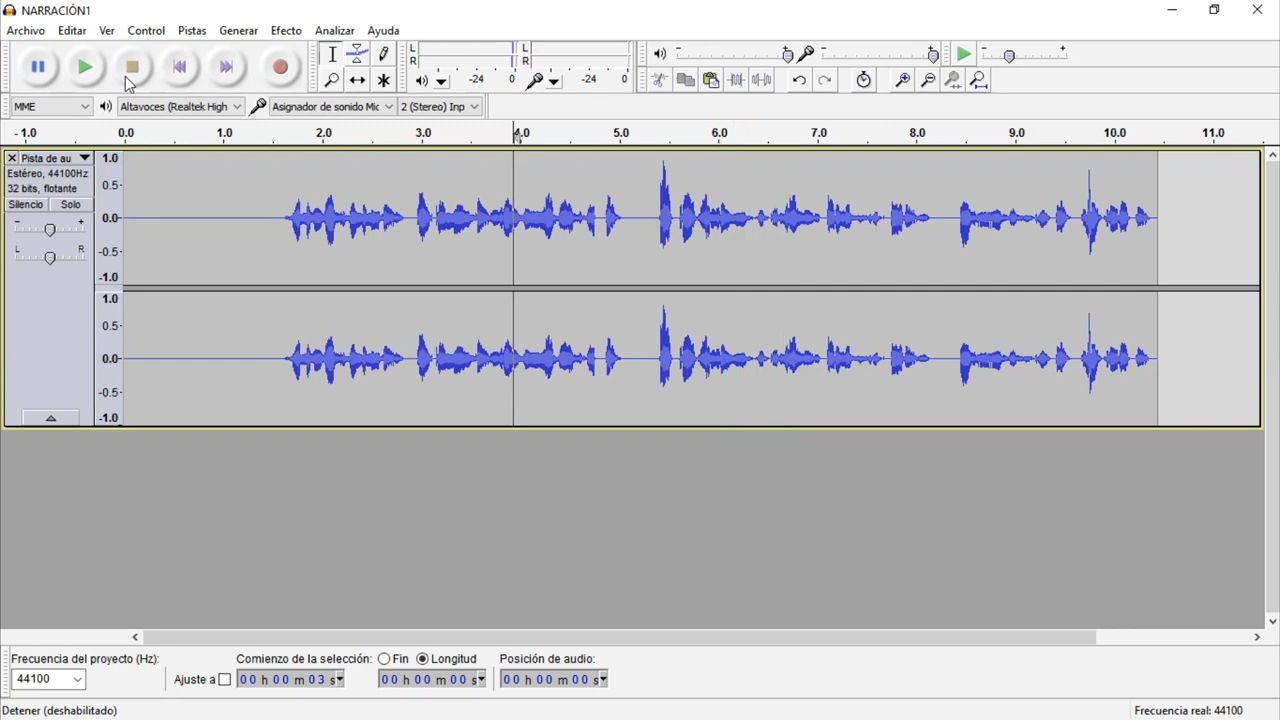 NARRACIÓN1
Archivo Editar Ver Control Pistas Generar Efecto Analizar Ayuda
L
R
-24 0
L
R
-24 0
MME Altavoces (Realtek High Asignador de sonido Mic 2 (Stereo) Inp
- 1.0 0.0 1.0 2.0 3.0 4.0 5.0 6.0 7.0 8.0 9.0 10.0 11.0
Pista de au
Estéreo, 44100Hz
32 bits, flotante
Silencio Solo
- +
L R
1.0
0.5
0.0
-0.5
-1.0
1.0
0.5
0.0
-0.5
-1.0
Frecuencia del proyecto (Hz): Comienzo de la selección: Fin Longitud Posición de audio:
44100 Ajuste a 00 h 00 m 03 s 00 h 00 m 00 s 00 h 00 m 00 s
Detener (deshabilitado) Frecuencia real: 44100